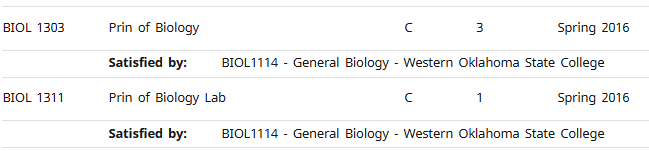 BIOL 1303 Prin of Biology C 3 Spring 2016
Satisfied by: BIOL1114 - General Biology - Western Oklahoma State College
BIOL 1311 Prin of Biology Lab C 1 Spring 2016
Satisfied by: BIOL1114 - General Biology - Western Oklahoma State College